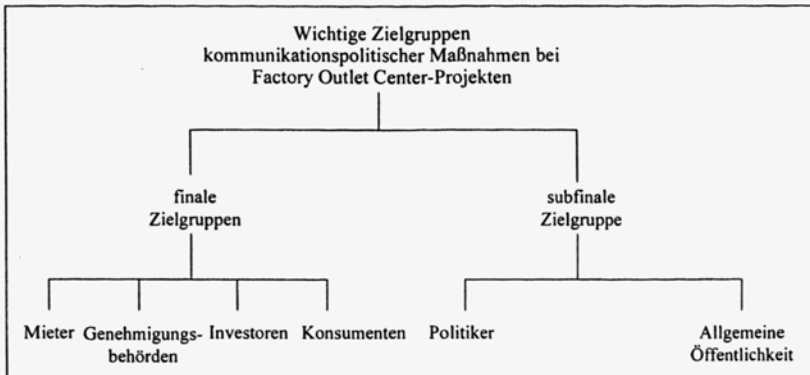 Wichtige Zielgruppen
kommunikationspolitischer Maßnahmen bei
Factory Outlet Center-Projekten
finale
Zielgruppen
subfinale
Zielgruppe
Mieter
Genehmigungs-
behörden
Investoren
Konsumenten
Politiker
Allgemeine
Öffentlichkeit